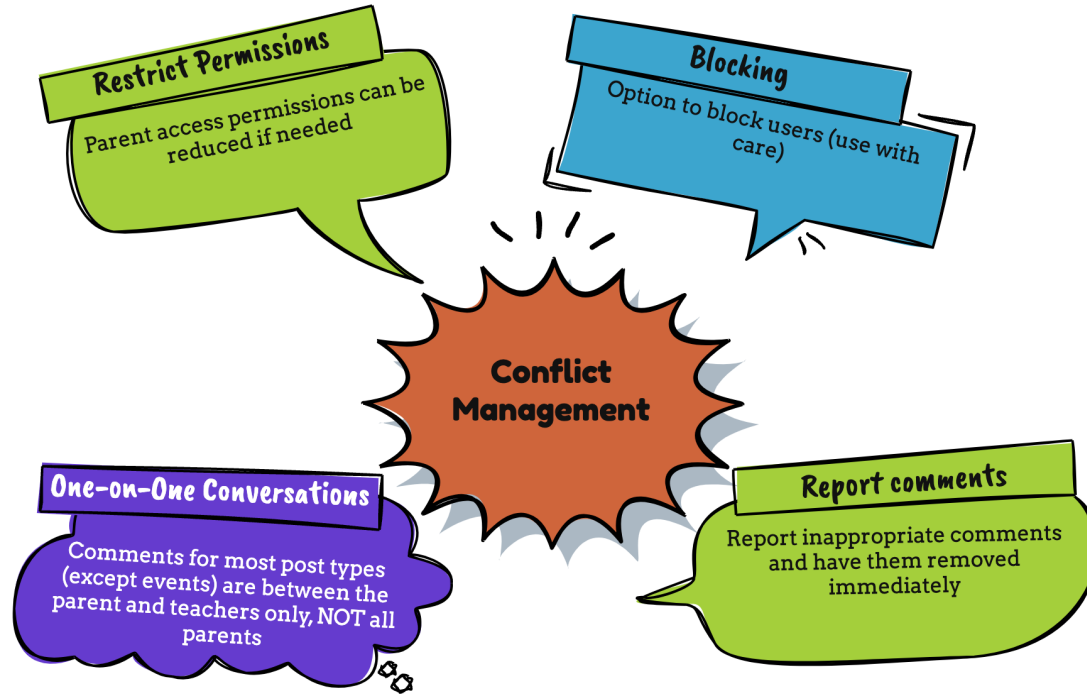 Restrict Permissions
Parent access permissions can be
reduced if needed
Blocking
Option to block users (use with
care)
Conflict
Management
One-on-One Conversations
Comments for most post types
(except events) are between the
parent and teachers only, NOT all
parents
Report comments
Report inappropriate comments
and have them removed
immediately